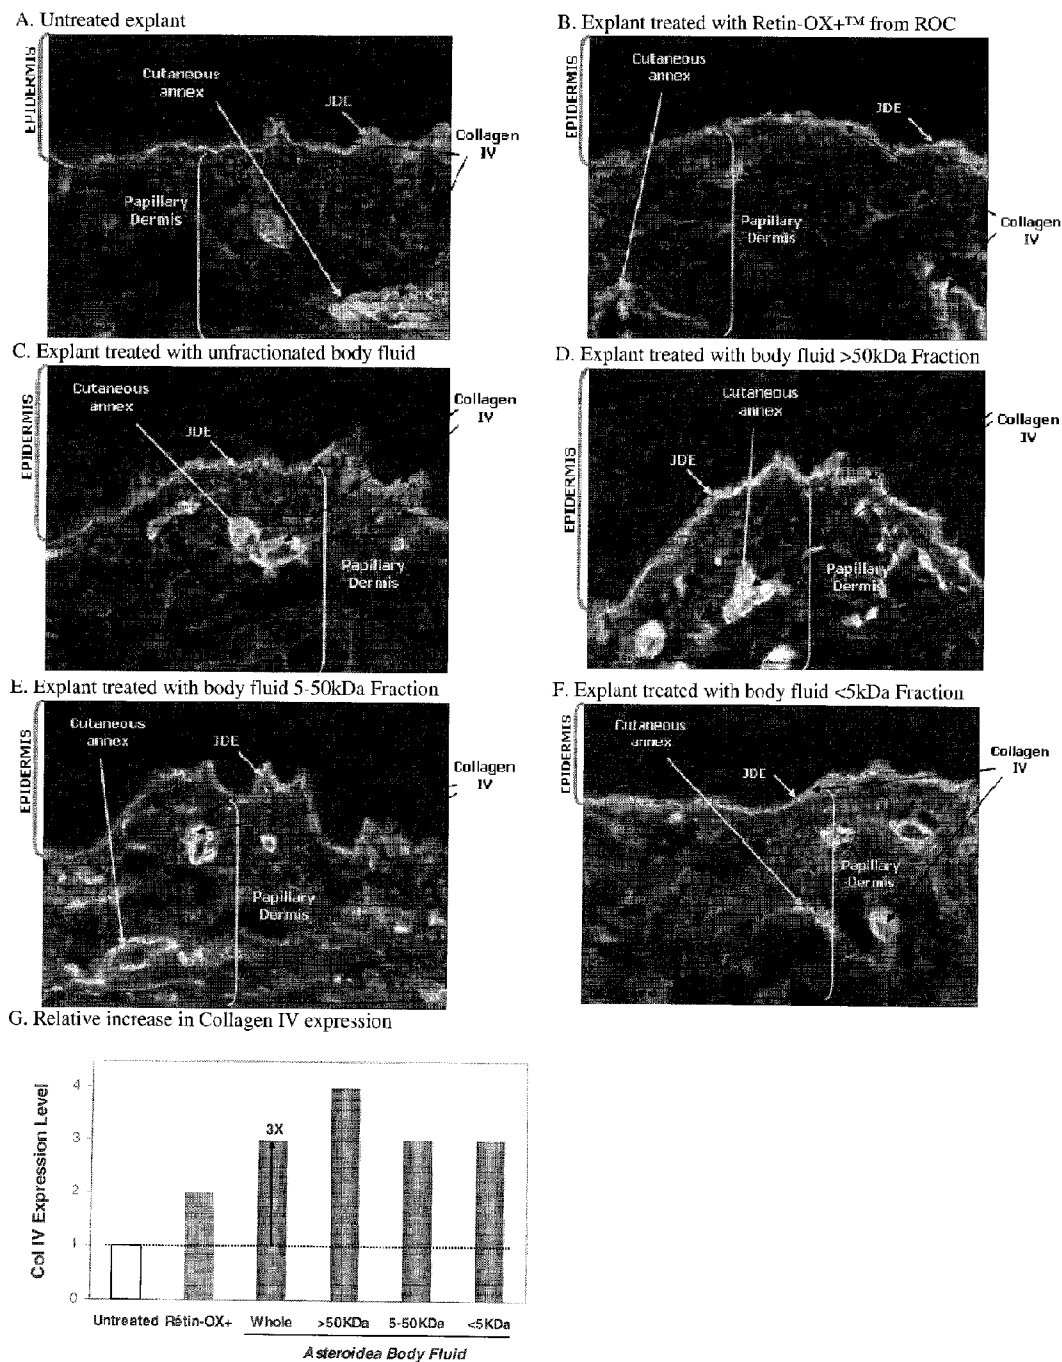 A. Untreated explant
EPIDERMIS
Cutaneous
annex
JDE
Collagen
IV
Papillary
Dermis
B. Explant treated with Retin-OX+™ from ROC
EPIDERMIS
Cutaneous
annex
JDE
Papillary
Dermis
Collagen
IV
C. Explant treated with unfractionated body fluid
EPIDERMIS
Cutaneous
annex
JDE
Collagen
IV
Papillary
Dermis
D. Explant treated with body fluid >50kDa Fraction
EPIDERMIS
Cutaneous
annex
JDE
Collagen
IV
Papillary
Dermis
E. Explant treated with body fluid 5-50kDa Fraction
EPIDERMIS
Cutaneous
annex
JDE
Collagen
IV
Papillary
Dermis
F. Explant treated with body fluid <5kDa Fraction
EPIDERMIS
Cutaneous
annex
JDE
Collagen
IV
Papillary
Dermis
G. Relative increase in Collagen IV expression
Col IV Expression Level
4
3
2
1
0
3X
Untreated Rétin-OX+ Whole >50KDa 5-50KDa <5KDa
Asteroidea Body Fluid